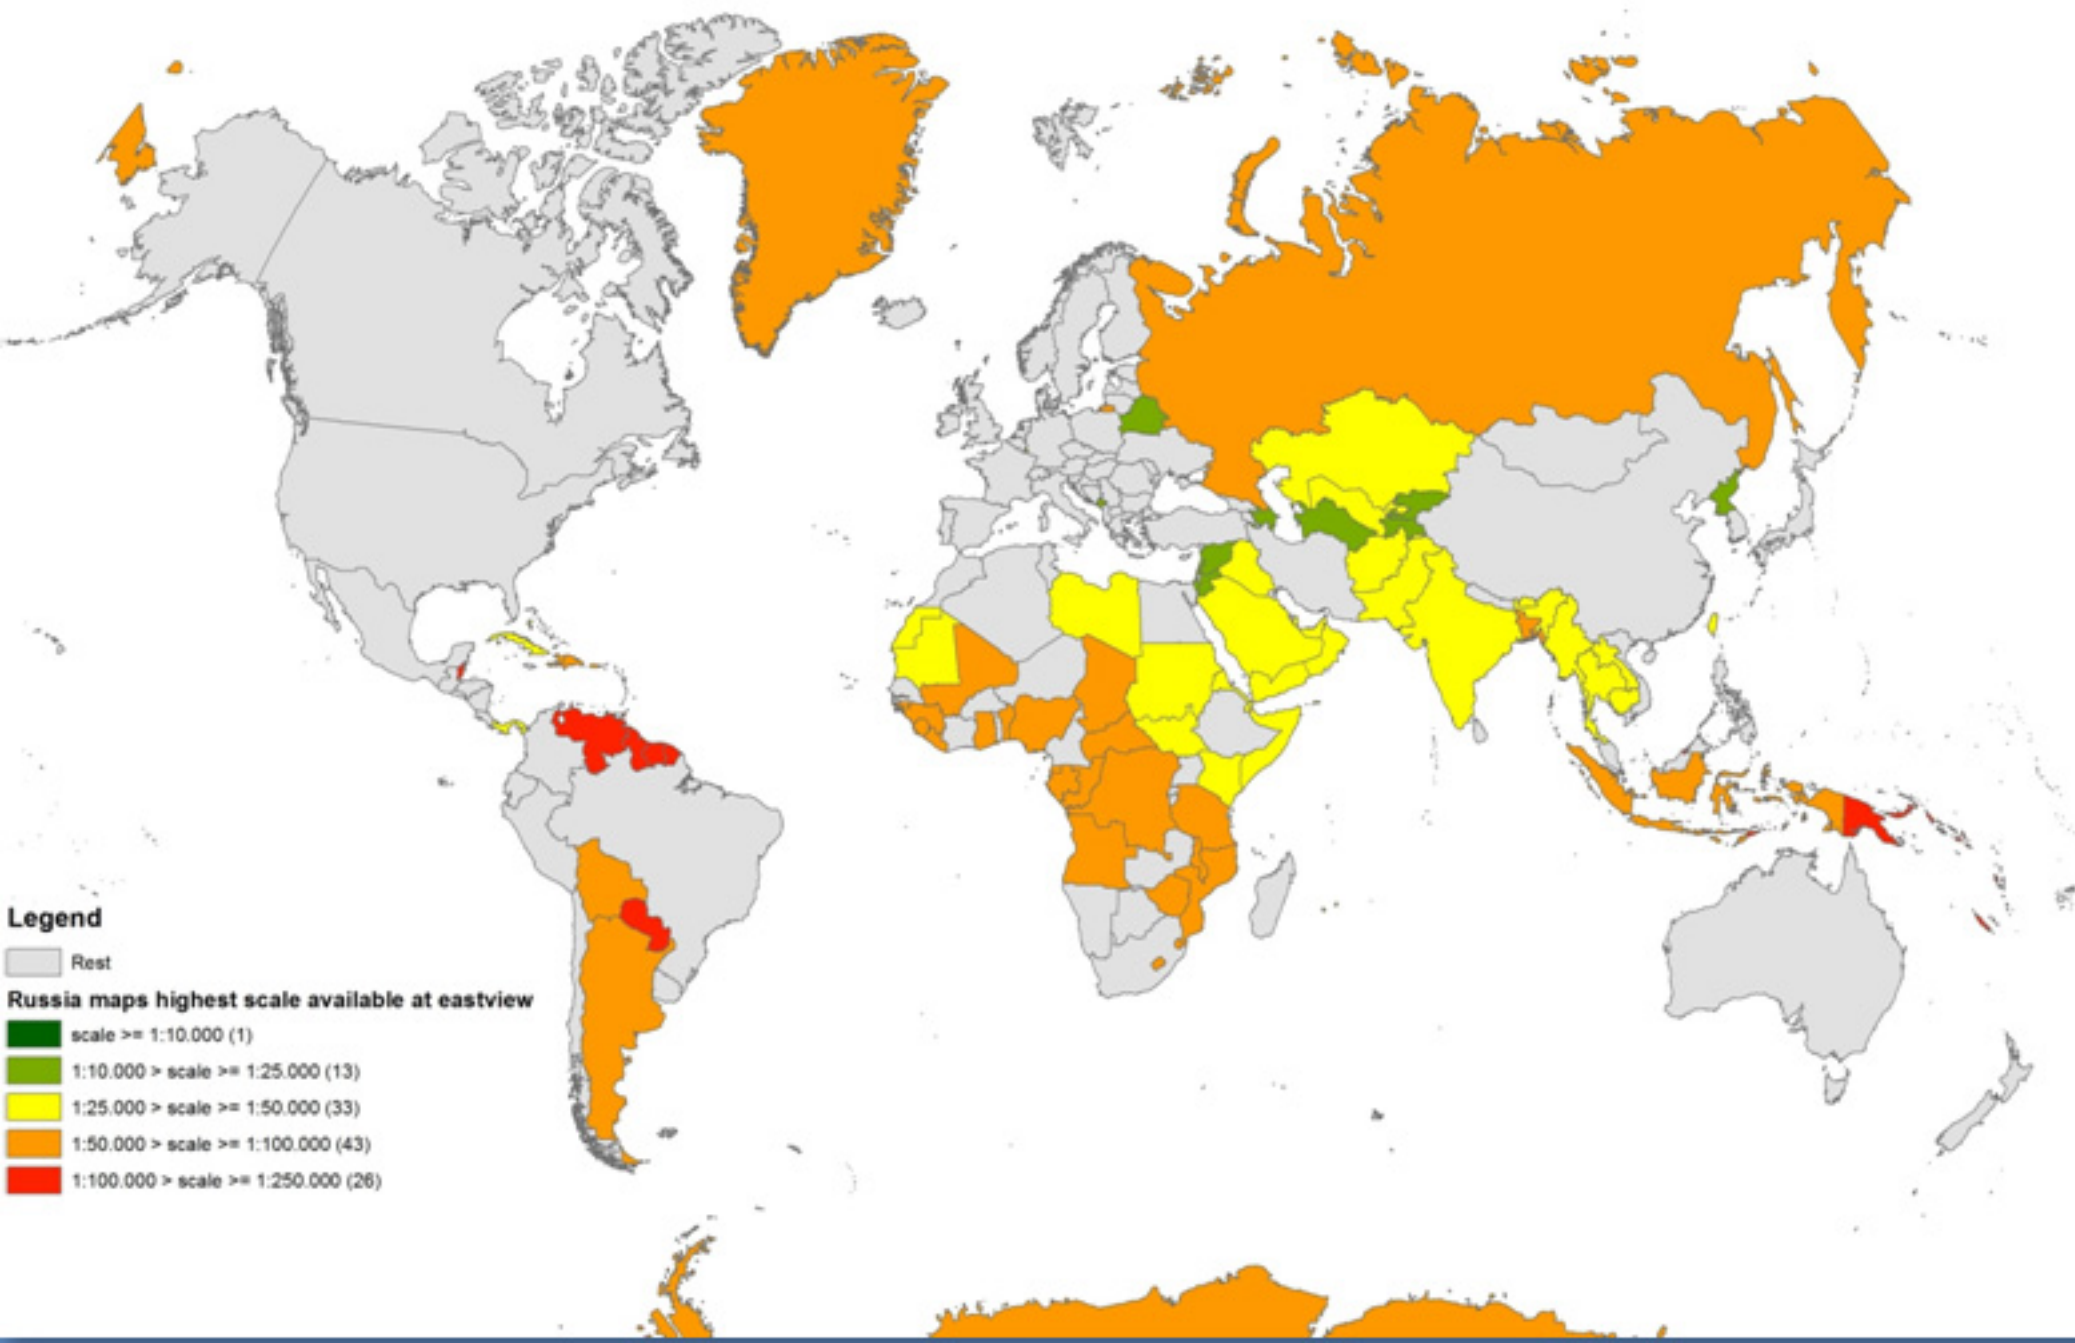 Legend
Rest
Russia maps highest scale available at eastview
scale >= 1:10.000 (1)
1:10.000 > scale >= 1:25.000 (13)
1:25.000 > scale >= 1:50.000 (33)
1:50.000 > scale >= 1:100.000 (43)
1:100.000 > scale >= 1:250.000 (26)